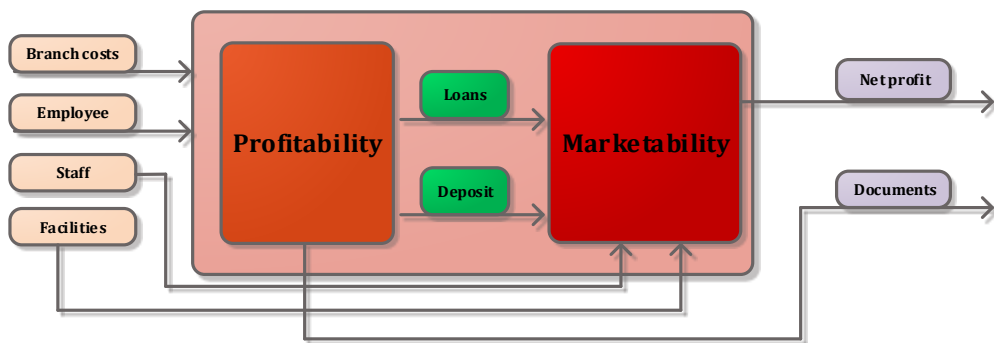 Branch costs
Employee
Staff
Facilities
Profitability
Loans
Deposit
Marketability
Net profit
Documents